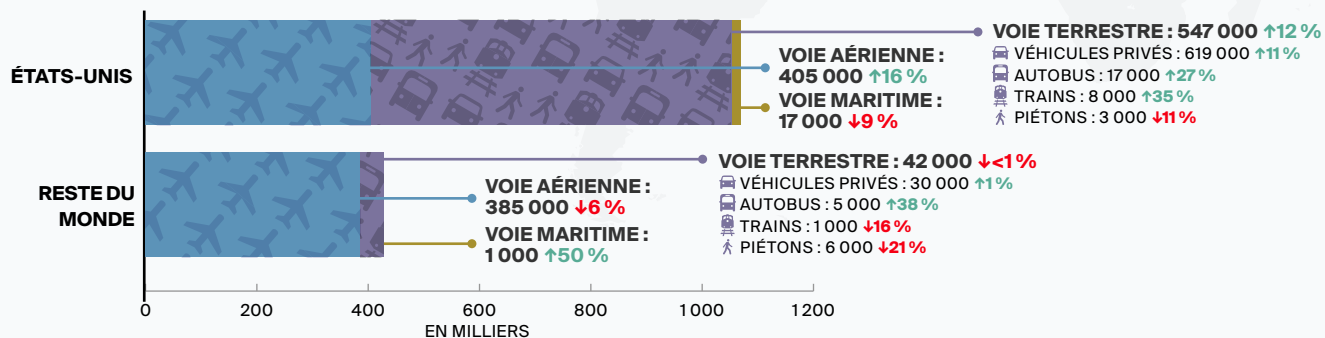 ÉTATS-UNIS
VOIE AÉRIENNE :
405 000 ↑16 %
VOIE MARITIME :
17 000 ↓9 %
VOIE TERRESTRE : 547 000 ↑12 %
VÉHICULES PRIVÉS : 619 000 ↑11 %
AUTOBUS : 17 000 ↑27 %
TRAINS : 8 000 ↑35 %
PIÉTONS : 3 000 ↓11 %
RESTE DU
MONDE
VOIE AÉRIENNE :
385 000 ↓6 %
VOIE MARITIME :
1 000 ↑50 %
VOIE TERRESTRE : 42 000 ↓<1 %
VÉHICULES PRIVÉS : 30 000 ↑1 %
AUTOBUS : 5 000 ↑38 %
TRAINS : 1 000 ↓16 %
PIÉTONS : 6 000 ↓21 %
0 200 400 600 800 1000 1200
EN MILLIERS